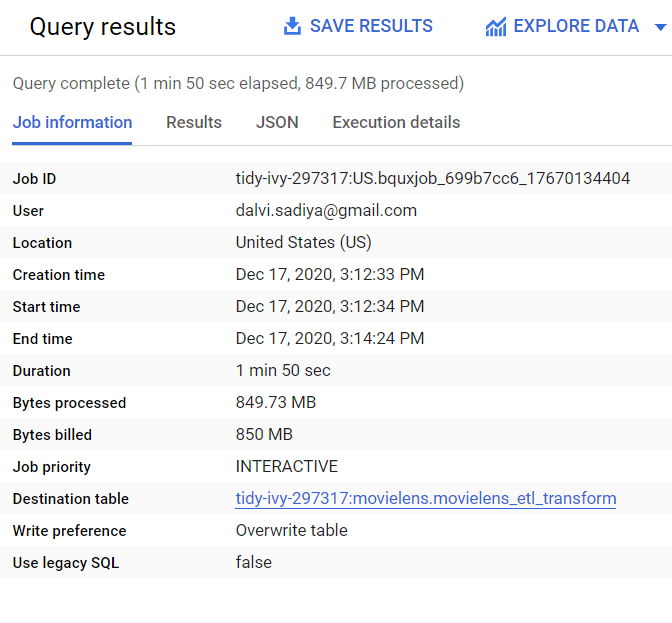 Query results SAVE RESULTS EXPLORE DATA
Query complete (1 min 50 sec elapsed, 849.7 MB processed)
Job information Results JSON Execution details
Job ID tidy-ivy-297317:US.bquxjob_699b7cc6_17670134404
User dalvi.sadiya@gmail.com
Location United States (US)
Creation time Dec 17, 2020, 3:12:33 PM
Start time Dec 17, 2020, 3:12:34 PM
End time Dec 17, 2020, 3:14:24 PM
Duration 1 min 50 sec
Bytes processed 849.73 MB
Bytes billed 850 MB
Job priority INTERACTIVE
Destination table tidy-ivy-297317:movielens.movielens_etl_transform
Write preference Overwrite table
Use legacy SQL false